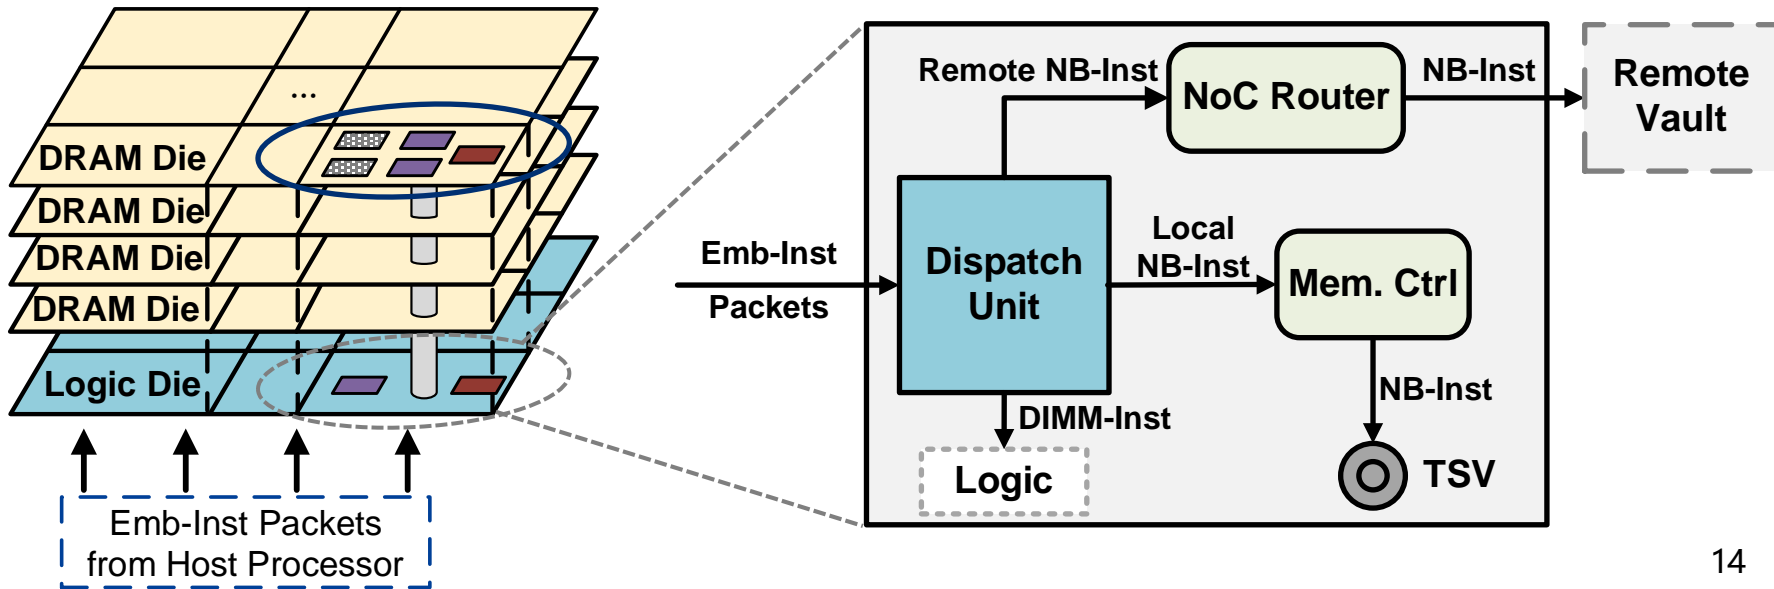 ...
DRAM Die
DRAM Die
DRAM Die
DRAM Die
Logic Die
Emb-Inst Packets
from Host Processor
Emb-Inst
Packets
Dispatch
Unit
Remote NB-Inst
NoC Router
NB-Inst
Remote
Vault
Local
NB-Inst
Mem. Ctrl
NB-Inst
TSV
DIMM-Inst
Logic
14